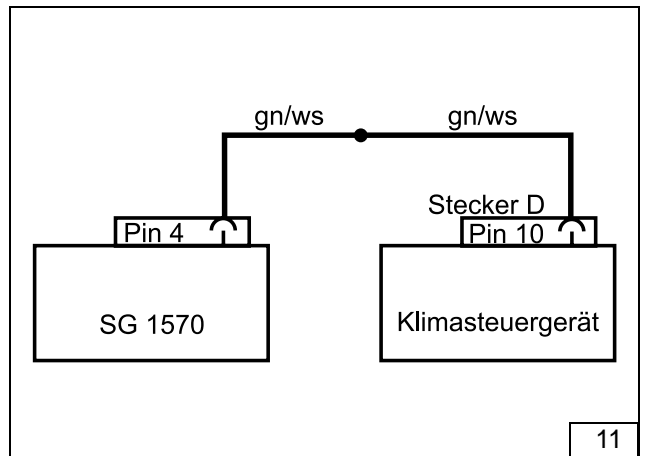 gn/ws gn/ws
Stecker D
Pin 4 Pin 10
SG 1570 Klimasteuergerät
11